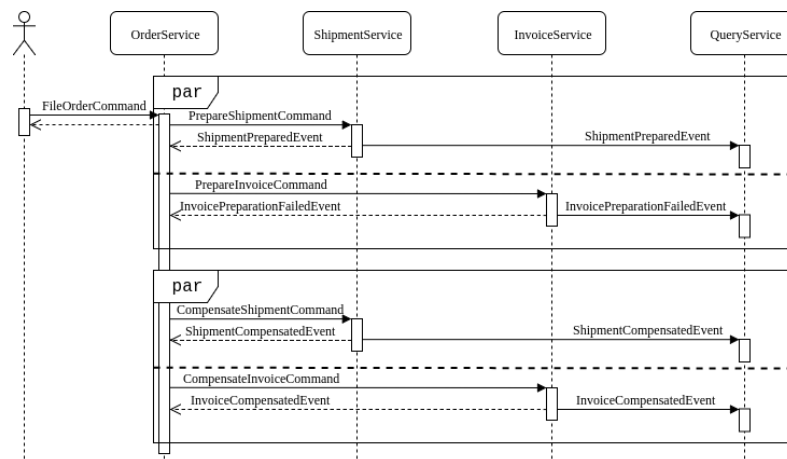 OrderService
ShipmentService
InvoiceService
QueryService
par
FileOrderCommand
PrepareShipmentCommand
ShipmentPreparedEvent
ShipmentPreparedEvent
PrepareInvoiceCommand
InvoicePreparationFailedEvent
InvoicePreparationFailedEvent
par
CompensateShipmentCommand
ShipmentCompensatedEvent
ShipmentCompensatedEvent
CompensateInvoiceCommand
InvoiceCompensatedEvent
InvoiceCompensatedEvent